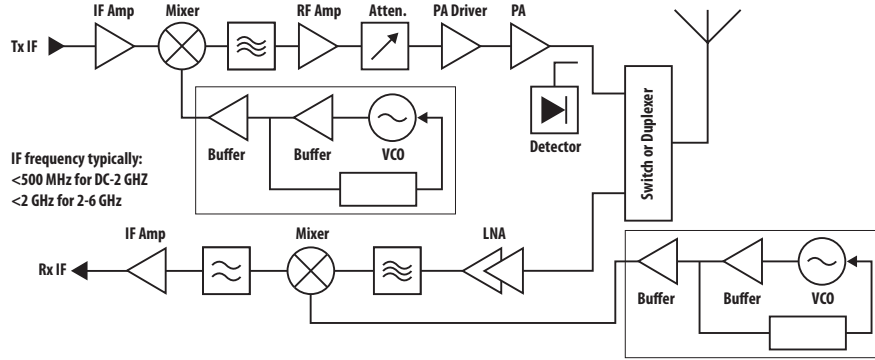 IF Amp
Mixer
RF Amp
Atten.
PA Driver
PA
Tx IF
Buffer
Buffer
VCO
Detector
Switch or Duplexer
IF frequency typically:
<500 MHz for DC-2 GHZ
<2 GHz for 2-6 GHz
IF Amp
Mixer
LNA
Rx IF
Buffer
Buffer
VCO